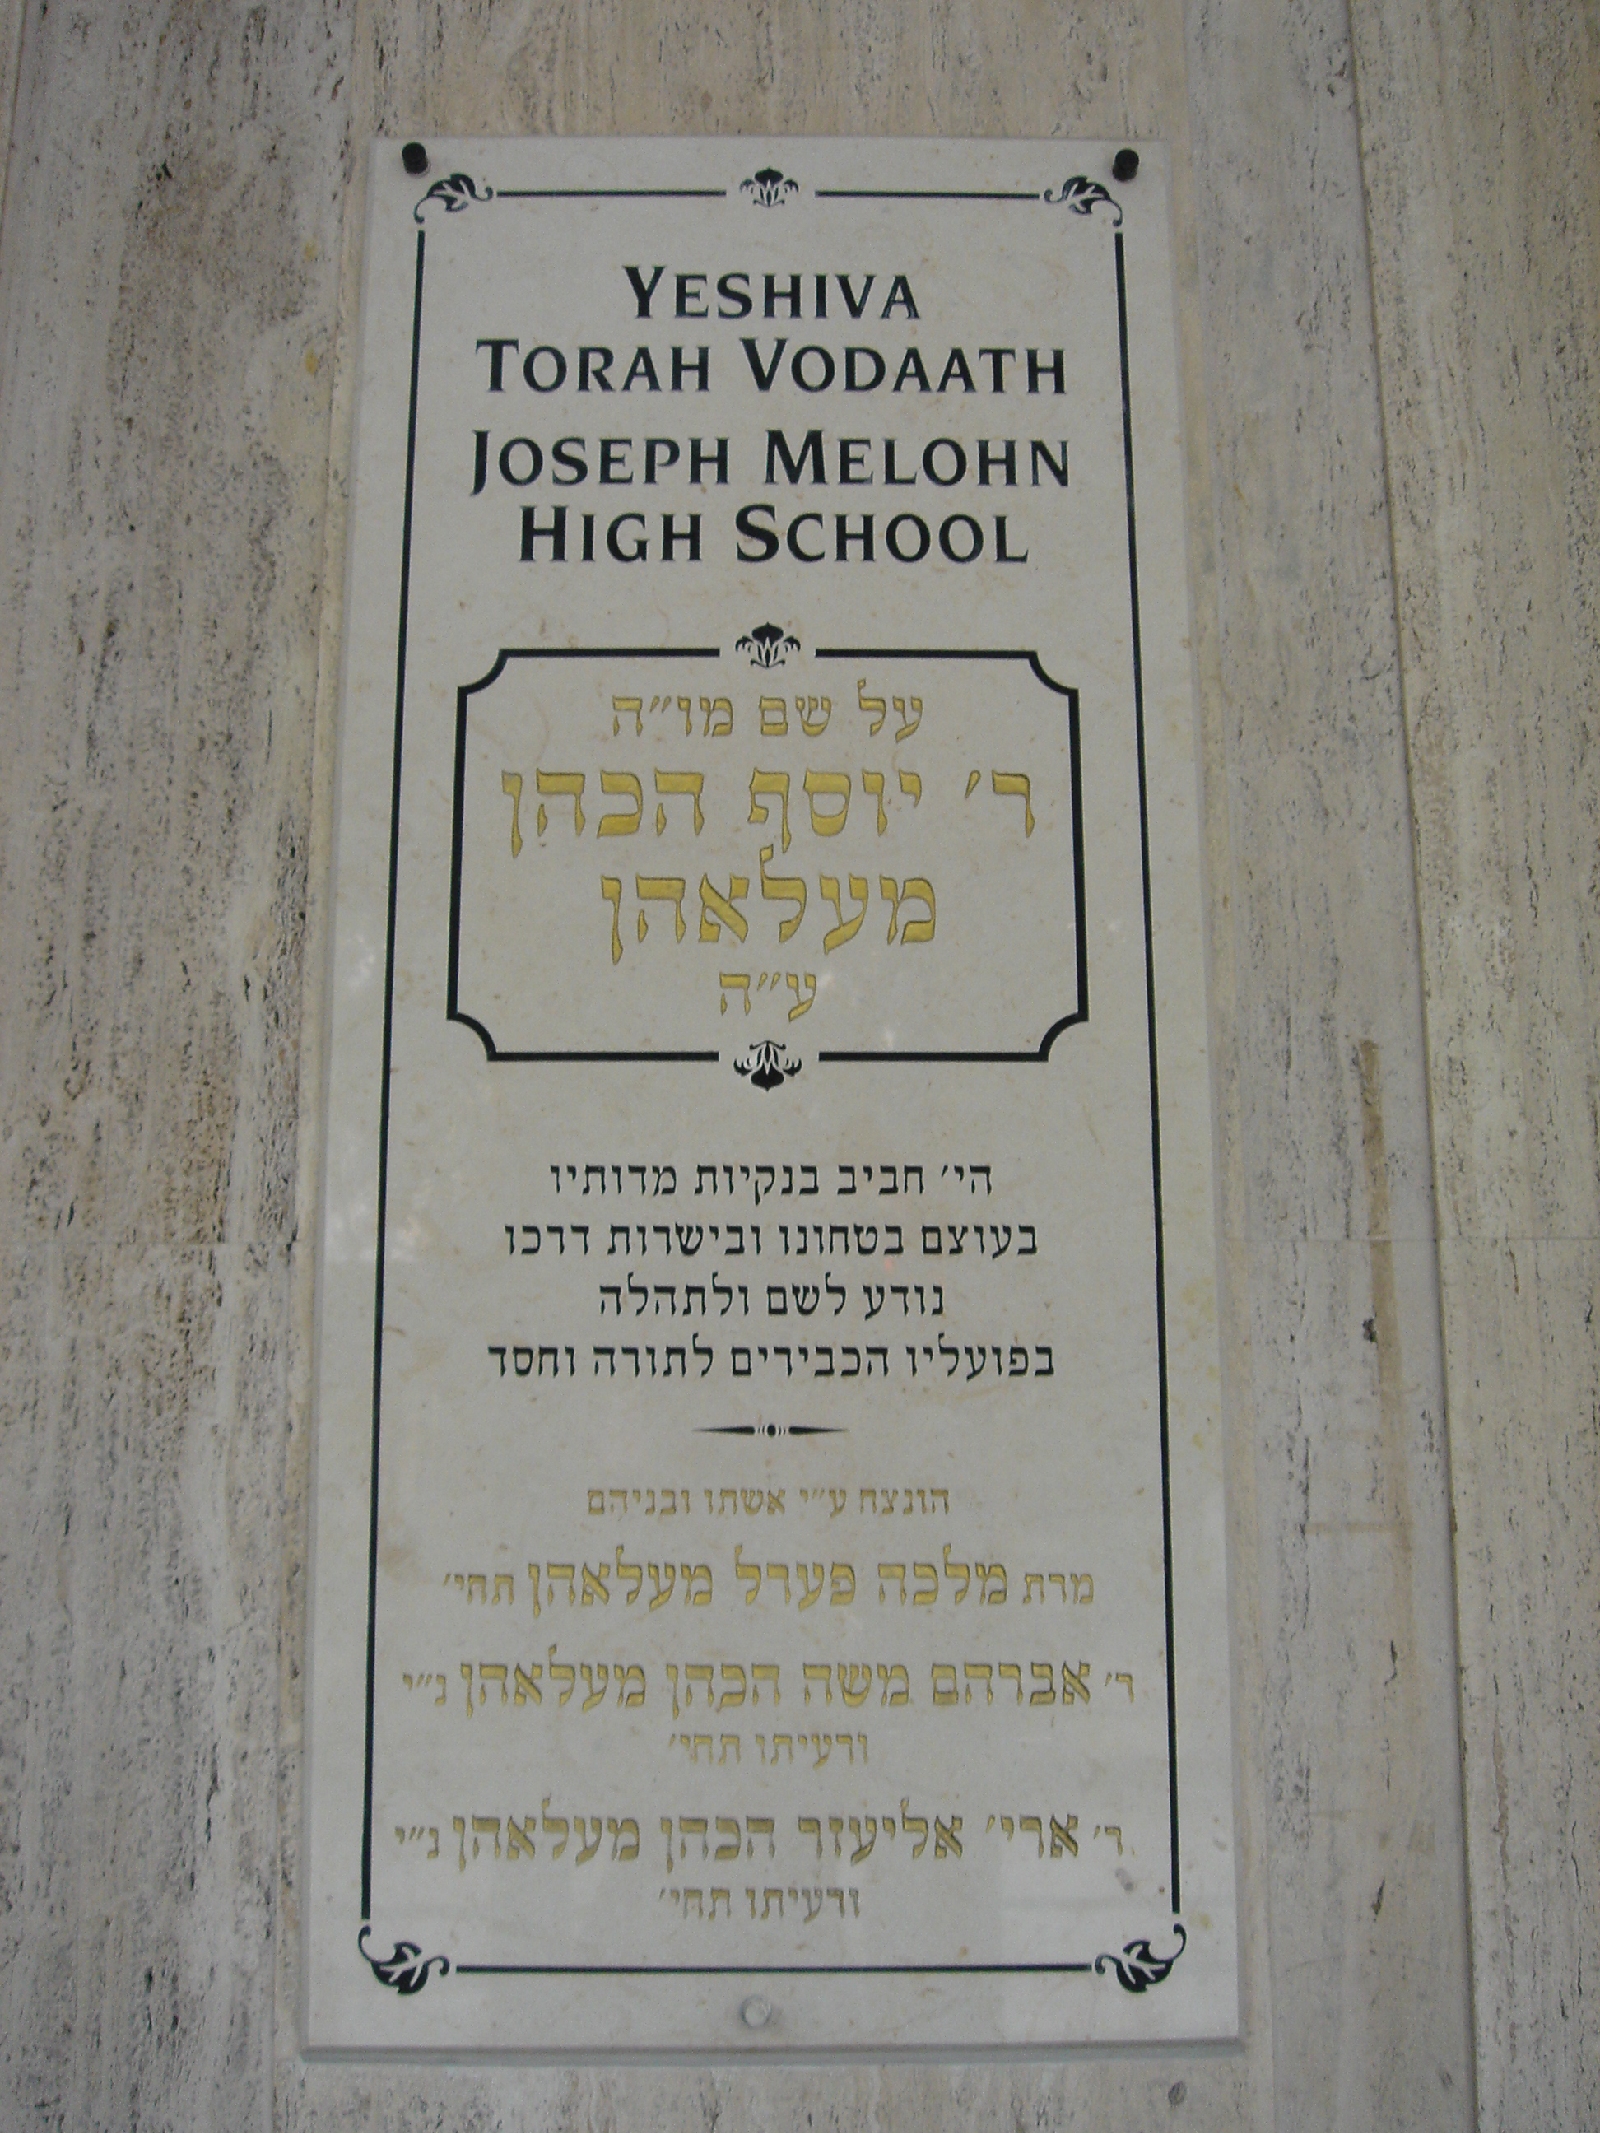 YESHIVA
TORAH VODAATH
JOSEPH MELOHN
HIGH SCHOOL
על שם מו״ה
ר׳ יוסף הכהן
מעלאהן
ע״ה
הי׳ חביב בנקיות מדותיו
בעוצם בטחונו ובישרות דרכו
נודע לשם ולתהלה
בפועליו הכבירים לתורה וחסד
הונצח ע״י אשתו ובניהם
מרת מלכה פערל מעלאהן תחי׳
ר׳ אברהם משה הכהן מעלאהן נ״י
ורעיתו תחי׳
ר׳ ארי׳ אליעזר הכהן מעלאהן נ״י
ורעיתו תחי׳